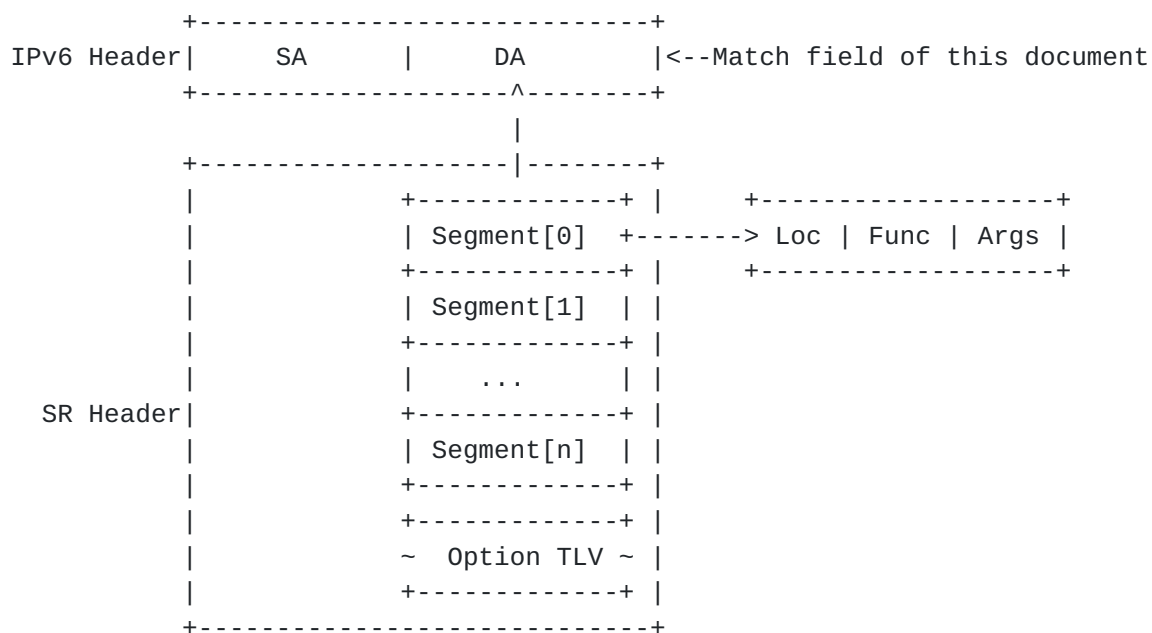 +-----------------------------+
IPv6 Header|     SA      |     DA        |<--Match field of this document
           +--------------------^--------+
                                |
           +--------------------|--------+
           |             +-------------+ |     +-------------------+
           |             | Segment[0]  +-------> Loc | Func | Args |
           |             +-------------+ |     +-------------------+
           |             | Segment[1]  | |
           |             +-------------+ |
           |             |    ...      | |
  SR Header|             +-------------+ |
           |             | Segment[n]  | |
           |             +-------------+ |
           |             +-------------+ |
           |             ~  Option TLV ~ |
           |             +-------------+ |
           +-----------------------------+